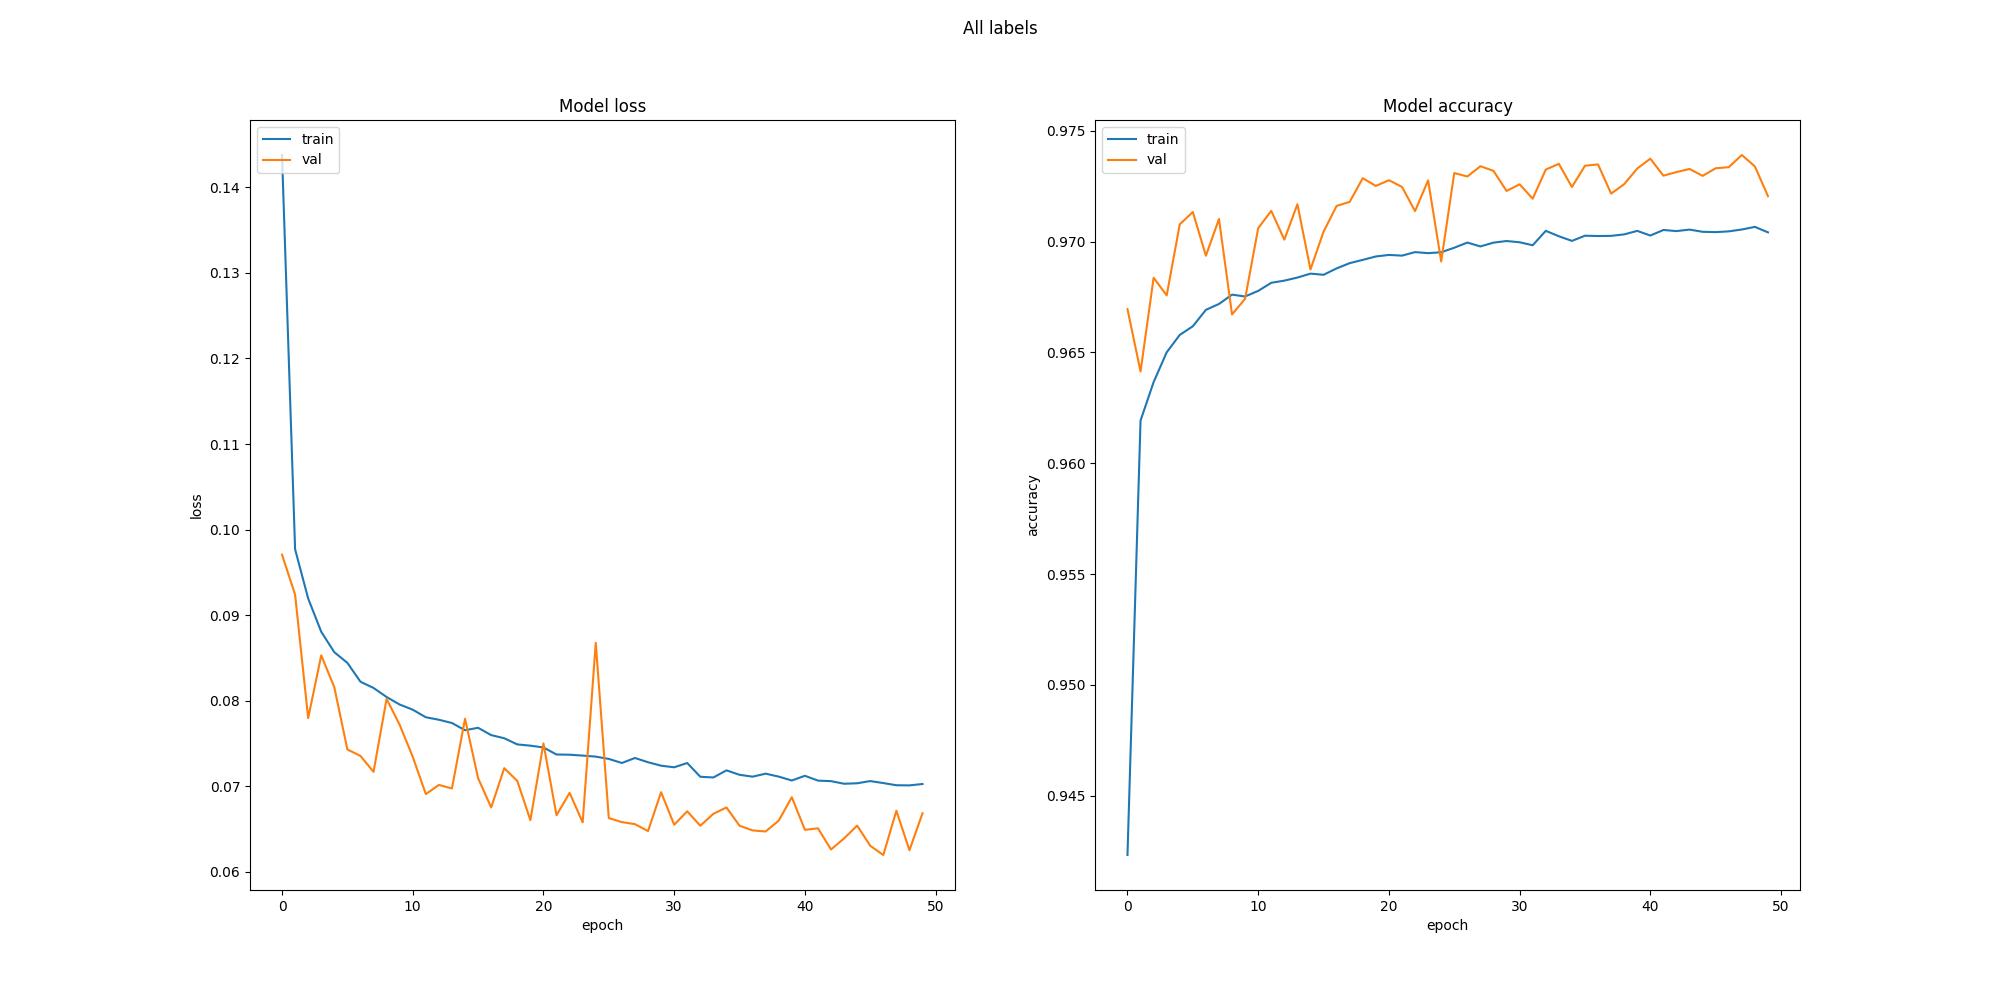 All labels
Model loss
train
val
0.14
0.13
0.12
0.11
0.10
0.09
0.08
0.07
0.06
loss
0 10 20 30 40 50
epoch
Model accuracy
train
val
0.975
0.970
0.965
0.960
0.955
0.950
0.945
accuracy
0 10 20 30 40 50
epoch